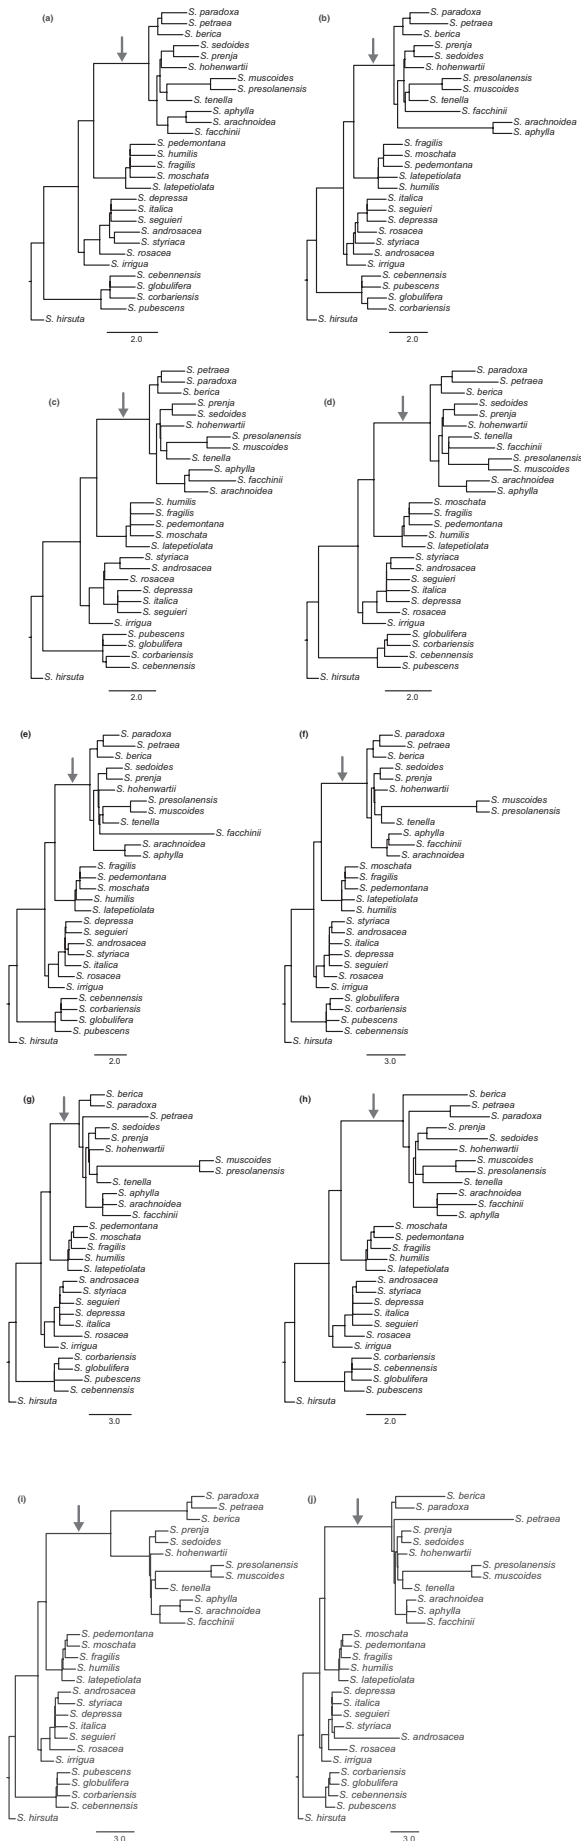 (a)
S. paradoxa
S. petraea
S. berica
S. sedoides
S. prenja
S. hohenwartii
S. muscoides
S. presolanensis
S. tenella
S. aphylla
S. arachnoidea
S. facchinii
S. pedemontana
S. humilis
S. fragilis
S. moschata
S. latepetiolata
S. depressa
S. italica
S. seguieri
S. androsacea
S. styriaca
S. rosacea
S. irrigua
S. cebennensis
S. globulifera
S. corbariensis
S. pubescens
S. hirsuta
2.0
(b)
S. paradoxa
S. petraea
S. berica
S. prenja
S. sedoides
S. hohenwartii
S. presolanensis
S. muscoides
S. tenella
S. facchinii
S. arachnoidea
S. aphylla
S. fragilis
S. moschata
S. pedemontana
S. latepetiolata
S. humilis
S. italica
S. seguieri
S. depressa
S. rosacea
S. styriaca
S. androsacea
S. irrigua
S. cebennensis
S. pubescens
S. globulifera
S. corbariensis
S. hirsuta
2.0
(c)
S. petraea
S. paradoxa
S. berica
S. prenja
S. sedoides
S. hohenwartii
S. presolanensis
S. muscoides
S. tenella
S. aphylla
S. facchinii
S. arachnoidea
S. humilis
S. fragilis
S. pedemontana
S. moschata
S. latepetiolata
S. styriaca
S. androsacea
S. rosacea
S. depressa
S. italica
S. seguieri
S. irrigua
S. pubescens
S. globulifera
S. corbariensis
S. cebennensis
S. hirsuta
2.0
(d)
S. paradoxa
S. petraea
S. berica
S. sedoides
S. prenja
S. hohenwartii
S. tenella
S. facchinii
S. presolanensis
S. muscoides
S. arachnoidea
S. aphylla
S. moschata
S. fragilis
S. pedemontana
S. humilis
S. latepetiolata
S. styriaca
S. androsacea
S. seguieri
S. italica
S. depressa
S. rosacea
S. irrigua
S. globulifera
S. corbariensis
S. cebennensis
S. pubescens
S. hirsuta
2.0
(e)
S. paradoxa
S. petraea
S. berica
S. sedoides
S. prenja
S. hohenwartii
S. presolanensis
S. muscoides
S. tenella
S. facchinii
S. arachnoidea
S. aphylla
S. fragilis
S. pedemontana
S. moschata
S. humilis
S. latepetiolata
S. depressa
S. seguieri
S. androsacea
S. styriaca
S. italica
S. rosacea
S. irrigua
S. cebennensis
S. corbariensis
S. globulifera
S. pubescens
S. hirsuta
2.0
(f)
S. paradoxa
S. petraea
S. berica
S. sedoides
S. prenja
S. hohenwartii
S. muscoides
S. presolanensis
S. tenella
S. aphylla
S. facchinii
S. arachnoidea
S. moschata
S. fragilis
S. pedemontana
S. latepetiolata
S. humilis
S. styriaca
S. androsacea
S. italica
S. depressa
S. seguieri
S. rosacea
S. irrigua
S. globulifera
S. corbariensis
S. pubescens
S. cebennensis
S. hirsuta
3.0
(g)
S. berica
S. paradoxa
S. petraea
S. sedoides
S. prenja
S. hohenwartii
S. muscoides
S. presolanensis
S. tenella
S. aphylla
S. arachnoidea
S. facchinii
S. pedemontana
S. moschata
S. fragilis
S. humilis
S. latepetiolata
S. androsacea
S. styriaca
S. seguieri
S. depressa
S. italica
S. rosacea
S. irrigua
S. corbariensis
S. globulifera
S. pubescens
S. cebennensis
S. hirsuta
3.0
(h)
S. berica
S. petraea
S. paradoxa
S. prenja
S. sedoides
S. hohenwartii
S. muscoides
S. presolanensis
S. tenella
S. arachnoidea
S. facchinii
S. aphylla
S. moschata
S. pedemontana
S. fragilis
S. humilis
S. latepetiolata
S. androsacea
S. styriaca
S. depressa
S. italica
S. seguieri
S. rosacea
S. irrigua
S. corbariensis
S. cebennensis
S. globulifera
S. pubescens
S. hirsuta
2.0
(i)
S. paradoxa
S. petraea
S. berica
S. prenja
S. sedoides
S. hohenwartii
S. presolanensis
S. muscoides
S. tenella
S. aphylla
S. arachnoidea
S. facchinii
S. pedemontana
S. moschata
S. fragilis
S. humilis
S. latepetiolata
S. androsacea
S. styriaca
S. depressa
S. italica
S. seguieri
S. rosacea
S. irrigua
S. pubescens
S. globulifera
S. corbariensis
S. cebennensis
S. hirsuta
3.0
(j)
S. berica
S. paradoxa
S. petraea
S. prenja
S. sedoides
S. hohenwartii
S. presolanensis
S. muscoides
S. tenella
S. arachnoidea
S. aphylla
S. facchinii
S. moschata
S. pedemontana
S. fragilis
S. humilis
S. latepetiolata
S. depressa
S. italica
S. seguieri
S. styriaca
S. androsacea
S. rosacea
S. irrigua
S. corbariensis
S. globulifera
S. cebennensis
S. pubescens
S. hirsuta
3.0